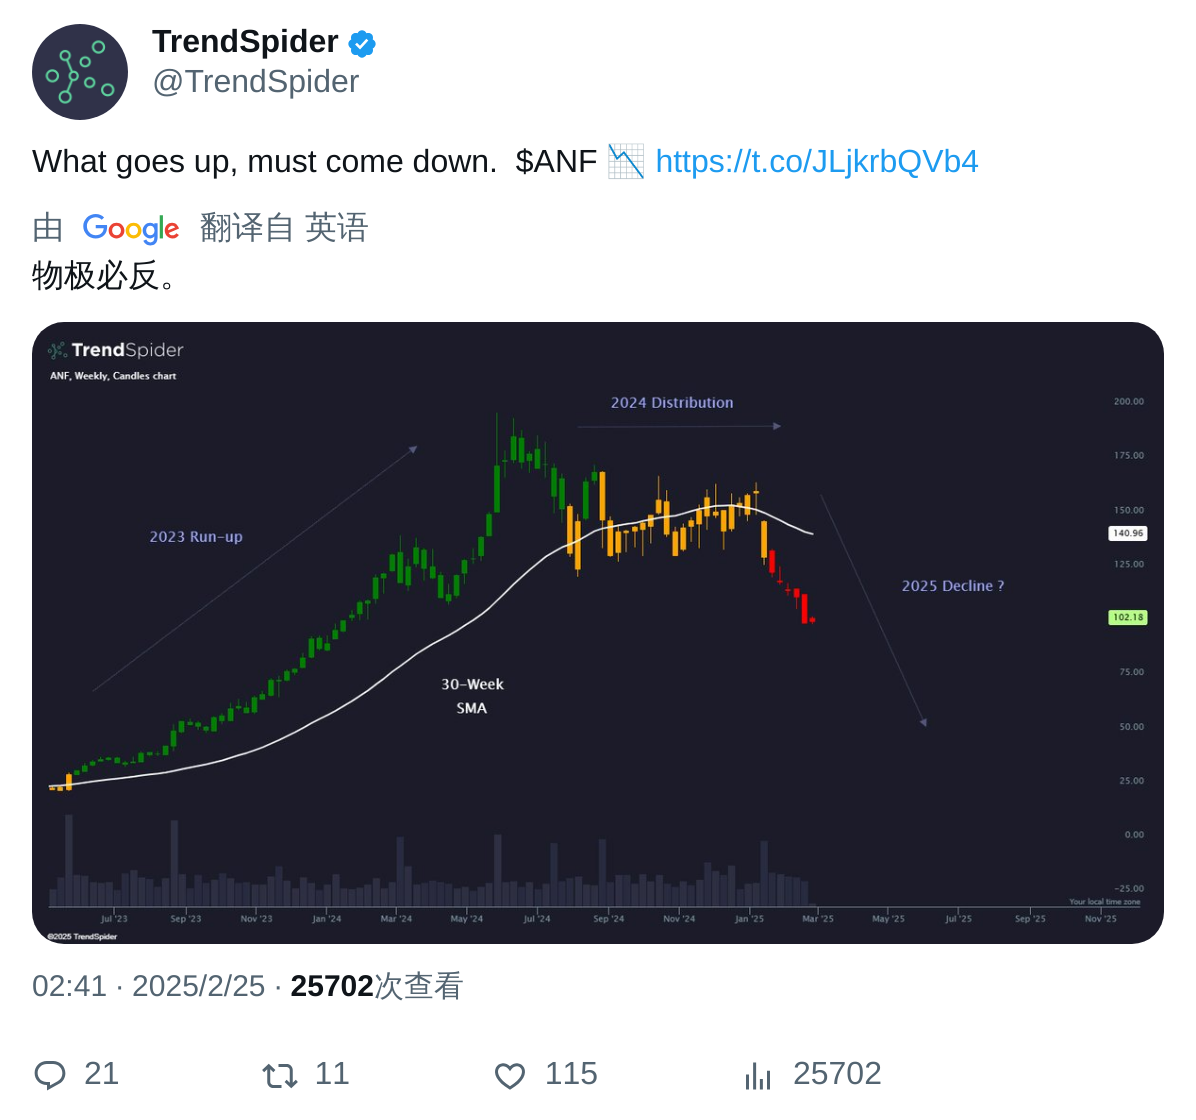 TrendSpider
@TrendSpider
What goes up, must come down. $ANF 📉 https://t.co/JLjkrbQVb4
由 Google 翻译自 英语
物极必反。
TrendSpider
ANF, Weekly, Candles chart
2024 Distribution
200.00
175.00
2023 Run-up
150.00
140.96
125.00
2025 Decline ?
102.18
30-Week
SMA
75.00
50.00
25.00
0.00
-25.00
Your local time zone
Jul '23 Sep '23 Nov '23 Jan '24 Mar '24 May '24 Jul '24 Sep '24 Nov '24 Jan '25 Mar '25 May '25 Jul '25 Sep '25 Nov '25
©2025 TrendSpider
02:41 · 2025/2/25 · 25702次查看
21 11 115 25702